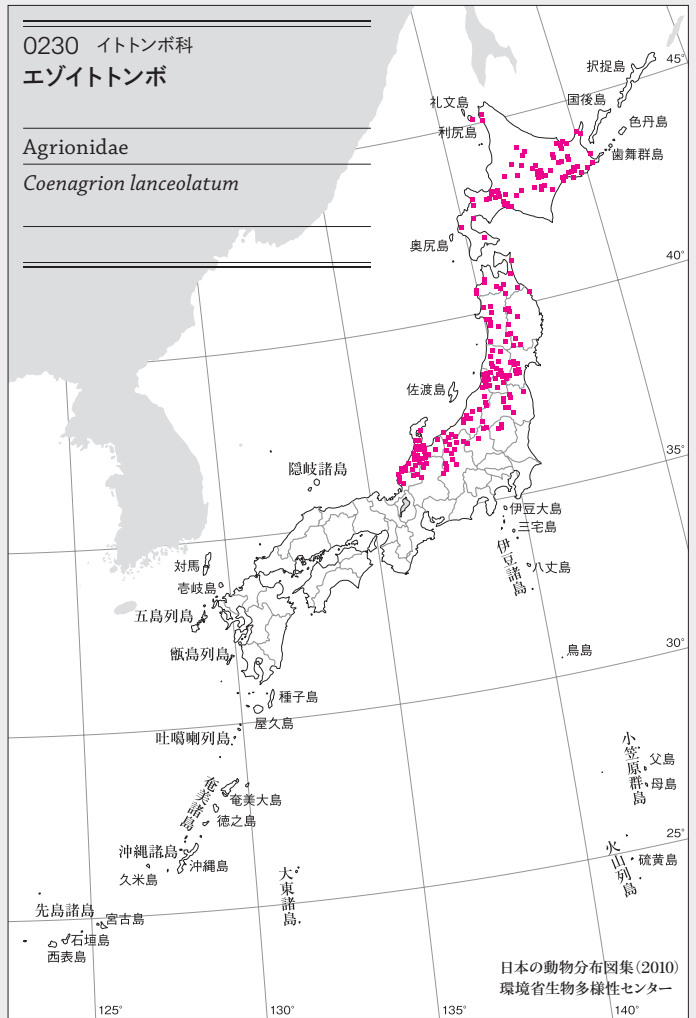 0230 イトトンボ科
エゾイトトンボ
Agrionidae
Coenagrion lanceolatum
45°
択捉島
礼文島
国後島
色丹島
利尻島
歯舞群島
奥尻島
40°
佐渡島
35°
隠岐諸島
伊豆大島
三宅島
伊豆諸島
八丈島
対馬
壱岐島
五島列島
甑島列島
鳥島
30°
種子島
屋久島
吐噶喇列島
小笠原群島
父島
母島
奄美諸島
奄美大島
徳之島
25°
沖縄諸島
沖縄島
久米島
火山列島
硫黄島
大東諸島
先島諸島
宮古島
石垣島
西表島
日本の動物分布図集(2010)
環境省生物多様性センター
125°
130°
135°
140°